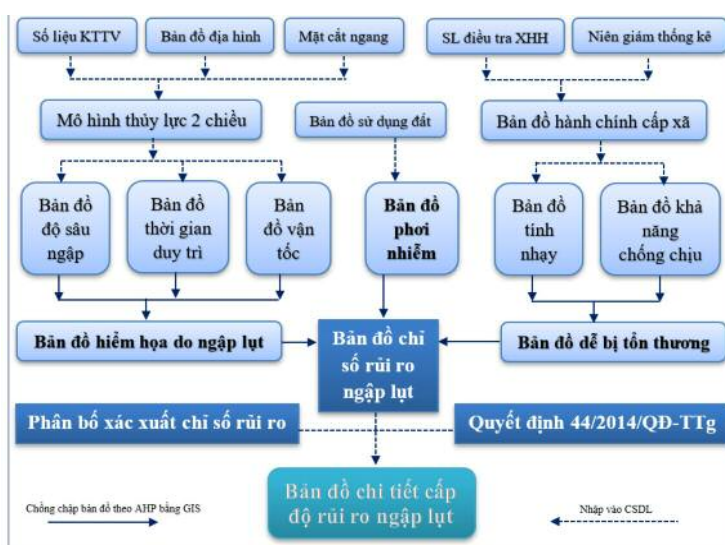 Số liệu KTTV
Bản đồ địa hình
Mặt cắt ngang
SL điều tra XHH
Niên giám thống kê
Mô hình thủy lực 2 chiều
Bản đồ sử dụng đất
Bản đồ hành chính cấp xã
Bản đồ
độ sâu
ngập
Bản đồ
thời gian
duy trì
Bản
đồ vận
tốc
Bản đồ
phơi
nhiễm
Bản đồ
tính
nhạy
Bản đồ khả
năng
chống chịu
Bản đồ hiểm họa do ngập lụt
Bản đồ chỉ
số rủi ro
ngập lụt
Bản đồ dễ bị tổn thương
Phân bố xác xuất chỉ số rủi ro
Quyết định 44/2014/QĐ-TTg
Bản đồ chi tiết cấp
độ rủi ro ngập lụt
Chồng chập bản đồ theo AHP bằng GIS
Nhập vào CSDL